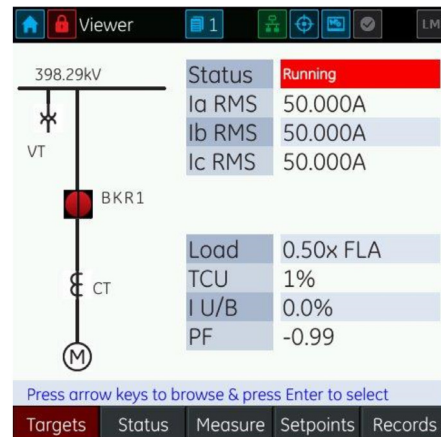 Viewer 1 LM
398.29kV
VT
BKR1
CT
M
Status Running
Ia RMS 50.000A
Ib RMS 50.000A
Ic RMS 50.000A
Load 0.50x FLA
TCU 1%
I U/B 0.0%
PF -0.99
Press arrow keys to browse & press Enter to select
Targets Status Measure Setpoints Records